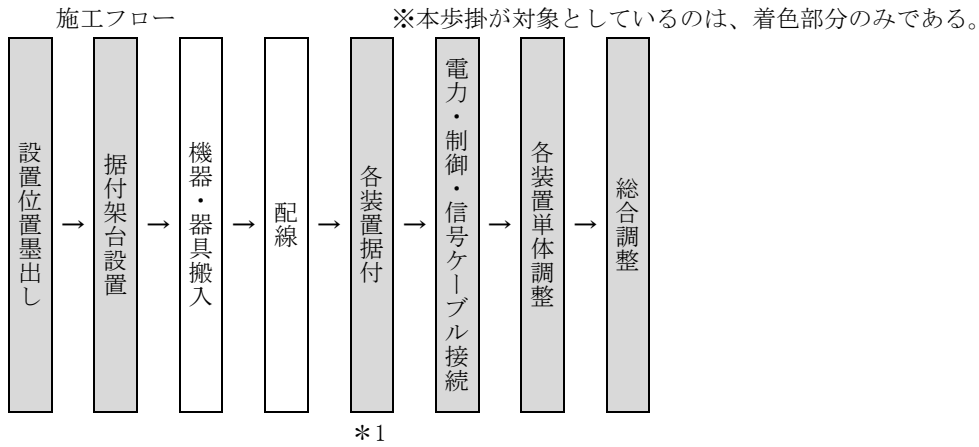 施工フロー
※本歩掛が対象としているのは、着色部分のみである。
設置位置墨出し
→
据付架台設置
→
機器・器具搬入
→
配線
→
各装置据付
→
電力・制御・信号ケーブル接続
→
各装置単体調整
→
総合調整
＊1